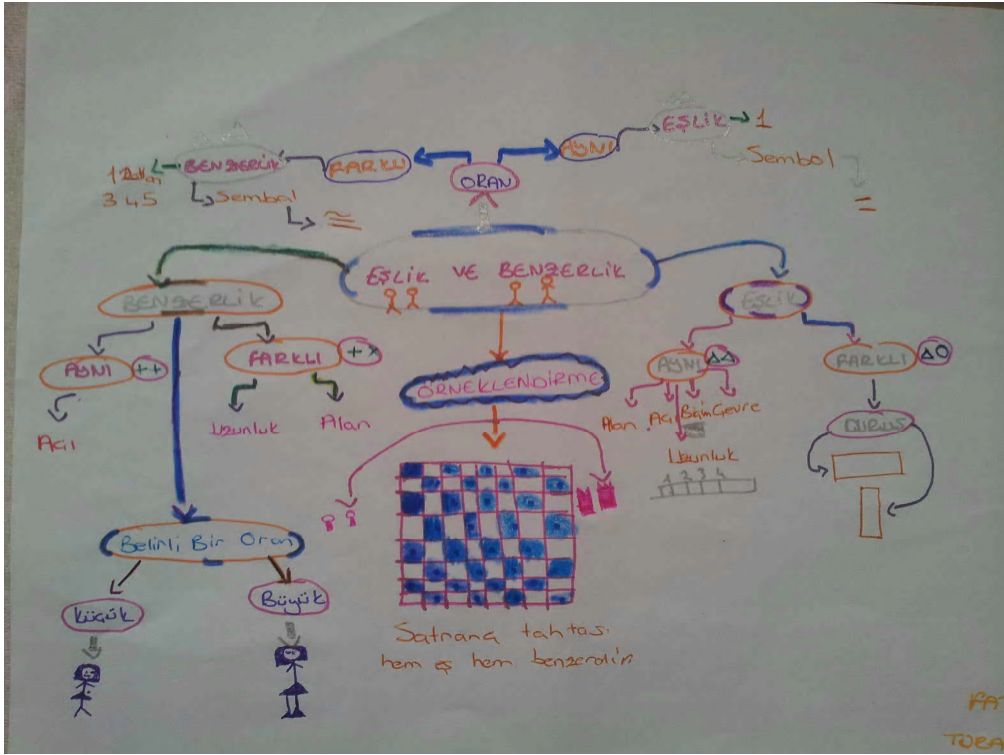 EŞLİK → 1
BENZERLİK
FARKLI
AYNI
ORAN
Sembol
=
3 4 5
Sembol
≅
EŞLİK VE BENZERLİK
BENZERLİK
EŞLİK
AYNI ++
FARKLI +x
ÖRNEKLENDİRME
AYNI △△
FARKLI △○
Açı
Uzunluk
Alan
Alan Açı Biçim Çevre
Uzunluk
1 2 3 4
DURUŞ
Belirli Bir Oran
Küçük
Büyük
Satranç tahtası
hem eş hem benzerdir.
TUBA